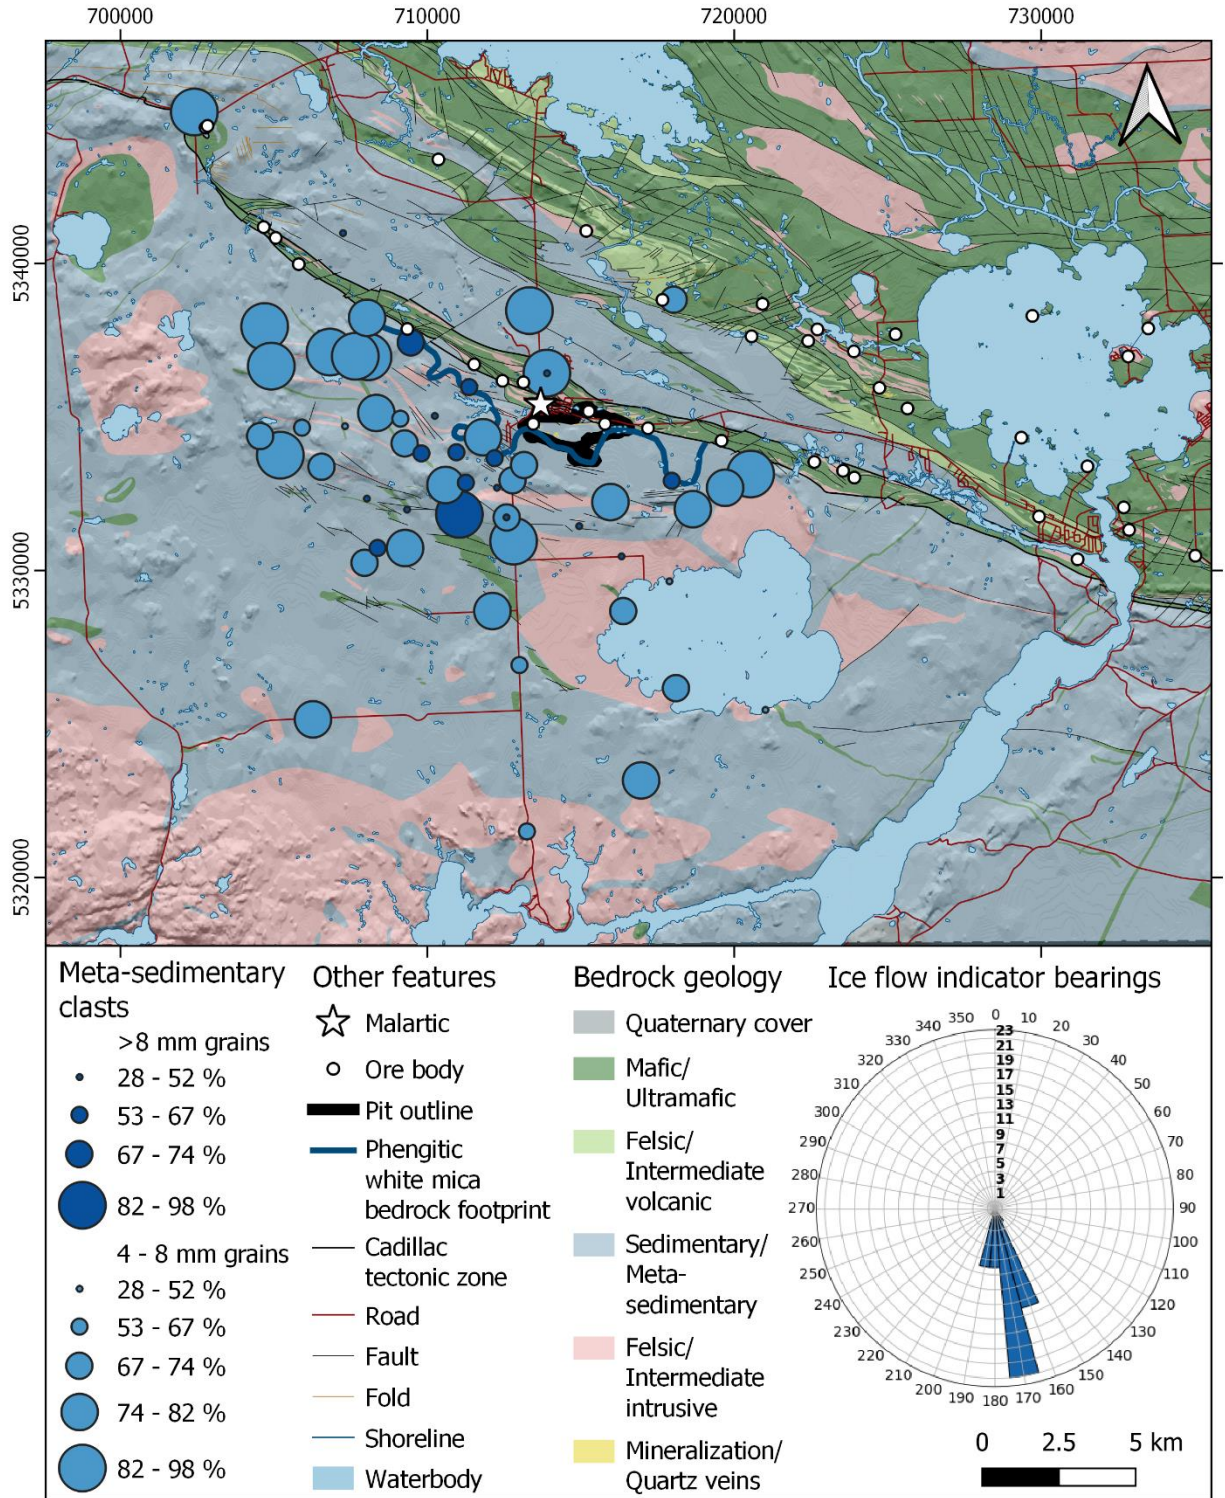 700000 710000 720000 730000
5340000
5330000
5320000
Meta-sedimentary
clasts
>8 mm grains
28 - 52 %
53 - 67 %
67 - 74 %
82 - 98 %
4 - 8 mm grains
28 - 52 %
53 - 67 %
67 - 74 %
74 - 82 %
82 - 98 %
Other features
Malartic
Ore body
Pit outline
Phengitic
white mica
bedrock footprint
Cadillac
tectonic zone
Road
Fault
Fold
Shoreline
Waterbody
Bedrock geology
Quaternary cover
Mafic/
Ultramafic
Felsic/
Intermediate
volcanic
Sedimentary/
Meta-
sedimentary
Felsic/
Intermediate
intrusive
Mineralization/
Quartz veins
Ice flow indicator bearings
0
10
20
30
40
50
60
70
80
90
100
110
120
130
140
150
160
170
180
190
200
210
220
230
240
250
260
270
280
290
300
310
320
330
340
350
23
21
19
17
15
13
11
9
7
5
3
1
0 2.5 5 km